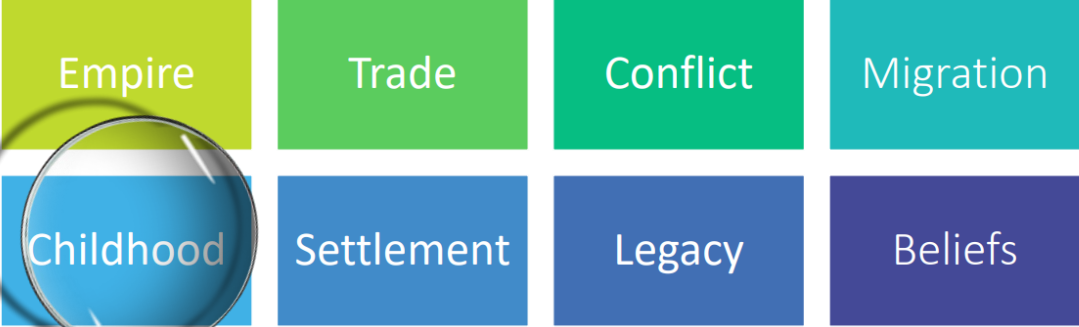 Empire
Trade
Conflict
Migration
Childhood
Settlement
Legacy
Beliefs